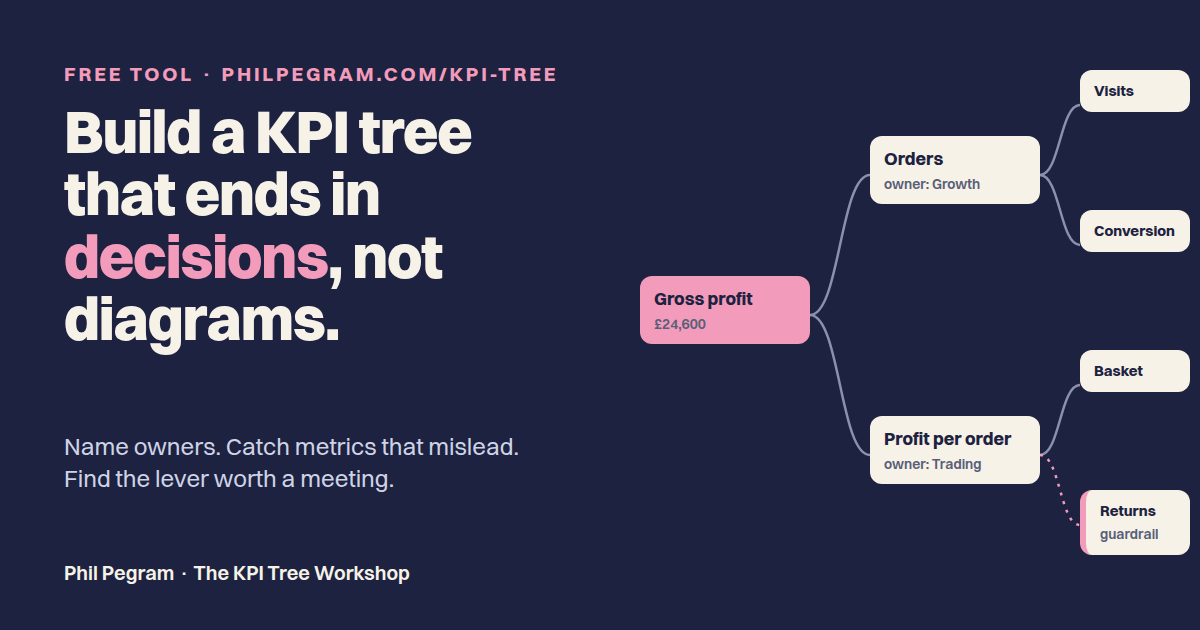 FREE TOOL · PHILPEGRAM.COM/KPI-TREE
Build a KPI tree
that ends in
decisions, not
diagrams.
Name owners. Catch metrics that mislead.
Find the lever worth a meeting.
Phil Pegram · The KPI Tree Workshop
Gross profit
£24,600
Orders
owner: Growth
Profit per order
owner: Trading
Visits
Conversion
Basket
Returns
guardrail